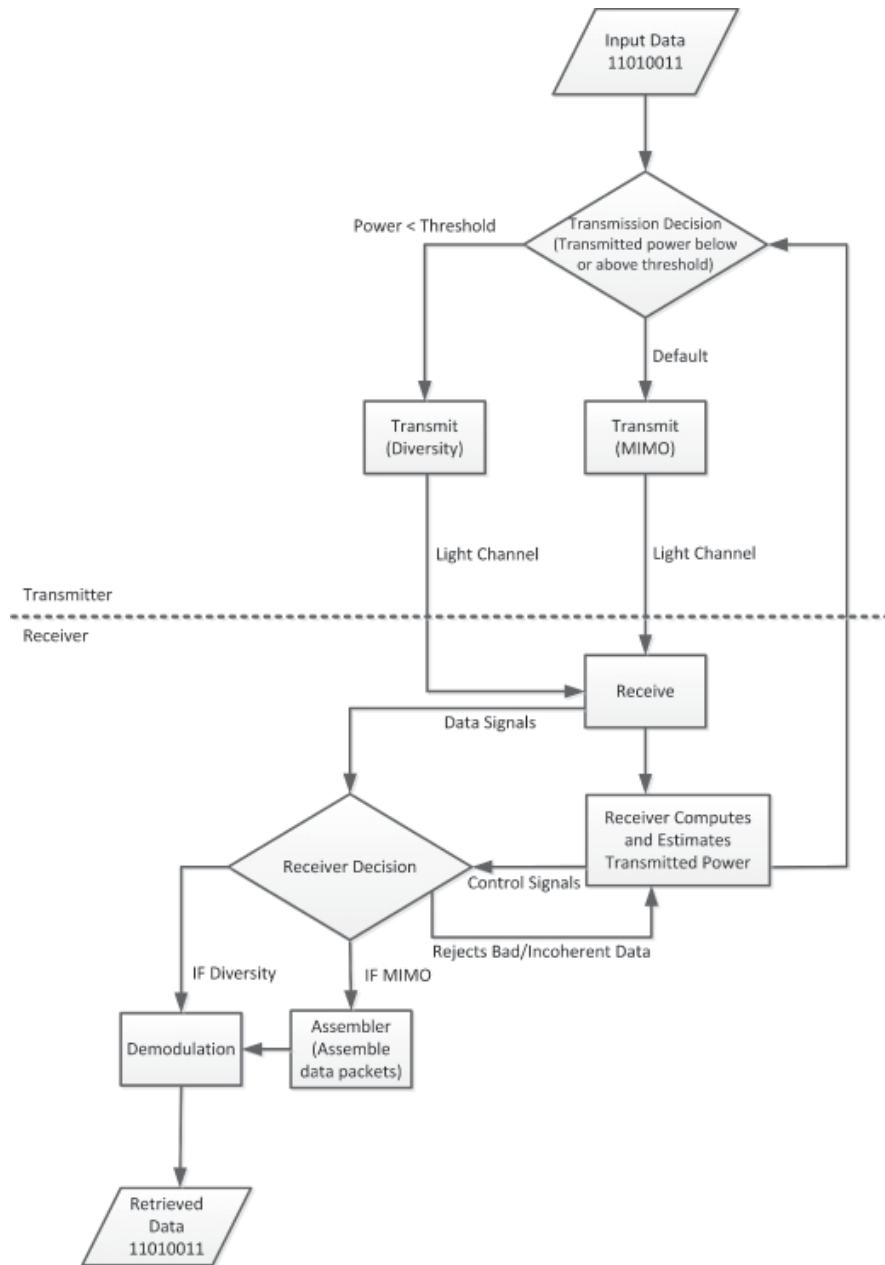 Input Data
11010011
Transmission Decision
(Transmitted power below
or above threshold)
Power < Threshold
Default
Transmit
(Diversity)
Transmit
(MIMO)
Light Channel
Light Channel
Transmitter
Receiver
Receive
Data Signals
Receiver Computes
and Estimates
Transmitted Power
Receiver Decision
Control Signals
Rejects Bad/Incoherent Data
IF Diversity
IF MIMO
Demodulation
Assembler
(Assemble
data packets)
Retrieved
Data
11010011